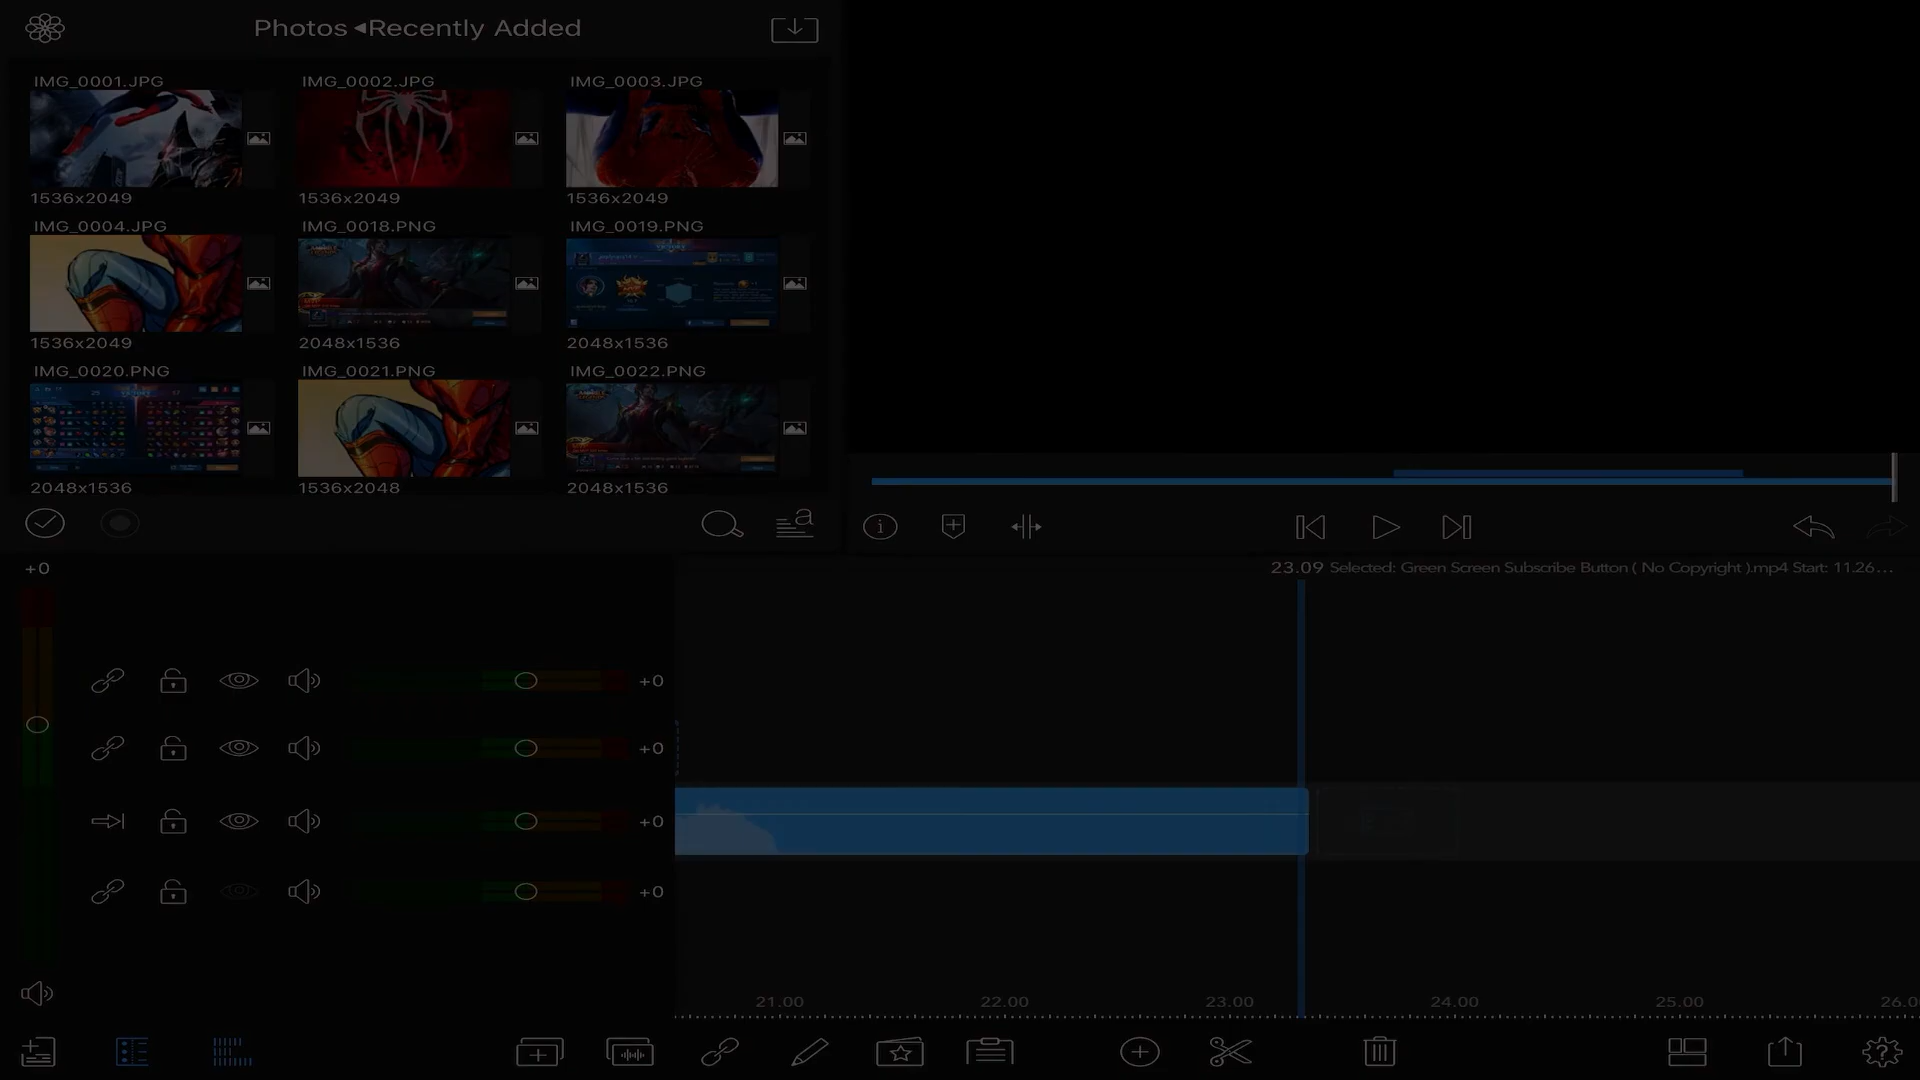 Photos ◂Recently Added
IMG_0001.JPG
IMG_0002.JPG
IMG_0003.JPG
1536x2049
1536x2049
1536x2049
IMG_0004.JPG
IMG_0018.PNG
IMG_0019.PNG
1536x2049
2048x1536
2048x1536
IMG_0020.PNG
IMG_0021.PNG
IMG_0022.PNG
2048x1536
1536x2048
2048x1536
+0
23.09 Selected: Green Screen Subscribe Button ( No Copyright ).mp4 Start: 11.26...
+0
+0
+0
+0
21.00
22.00
23.00
24.00
25.00
26.0